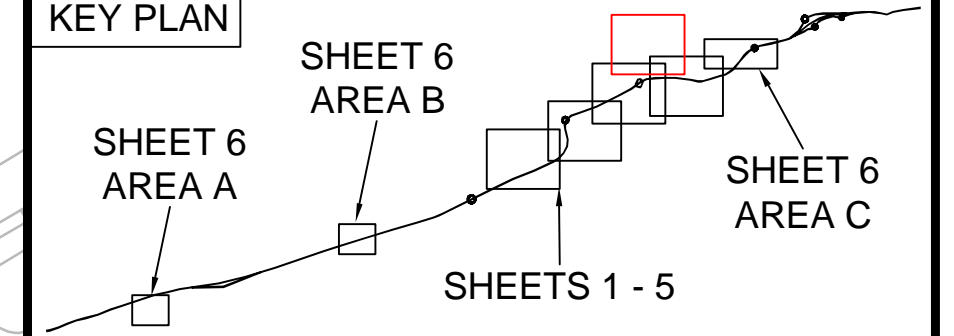 KEY PLAN
SHEET 6
AREA B
SHEET 6
AREA A
SHEET 6
AREA C
SHEETS 1 - 5